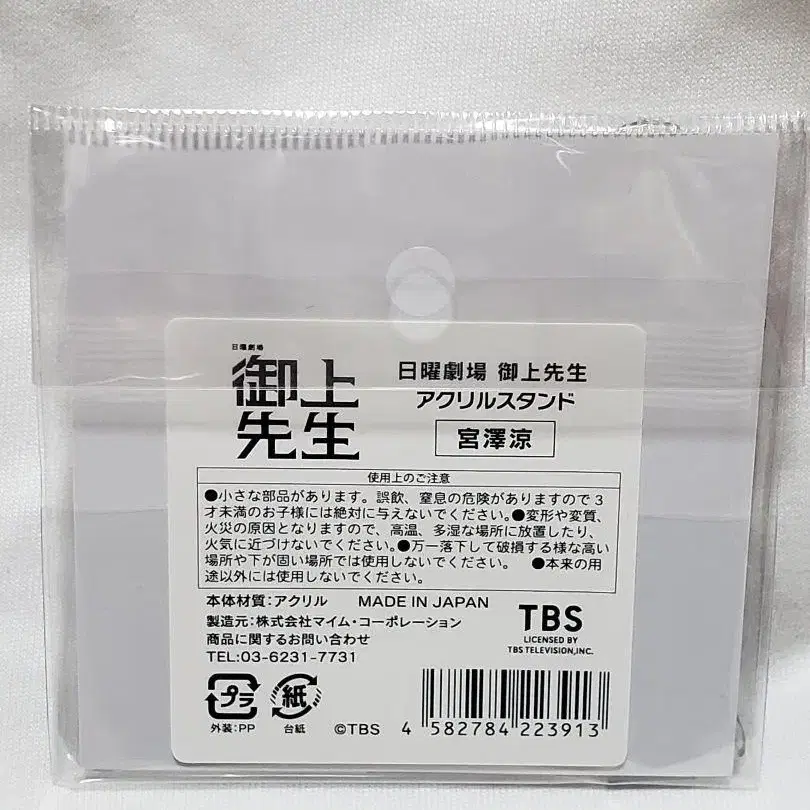 日曜劇場
御上
先生
日曜劇場 御上先生
アクリルスタンド
宮澤涼
使用上のご注意
●小さな部品があります。誤飲、窒息の危険がありますので3
才未満のお子様には絶対に与えないでください。●変形や変質、
火災の原因となりますので、高温、多湿な場所に放置したり、
火気に近づけないでください。●万一落下して破損する様な高い
場所や下が固い場所では使用しないでください。 ●本来の用
途以外には使用しないでください。
本体材質:アクリル MADE IN JAPAN
製造元:株式会社マイム・コーポレーション
商品に関するお問い合わせ
TEL:03-6231-7731
TBS
LICENSED BY
TBS TELEVISION,INC.
プラ
外装:PP
紙
台紙
©TBS
4 582784 223913